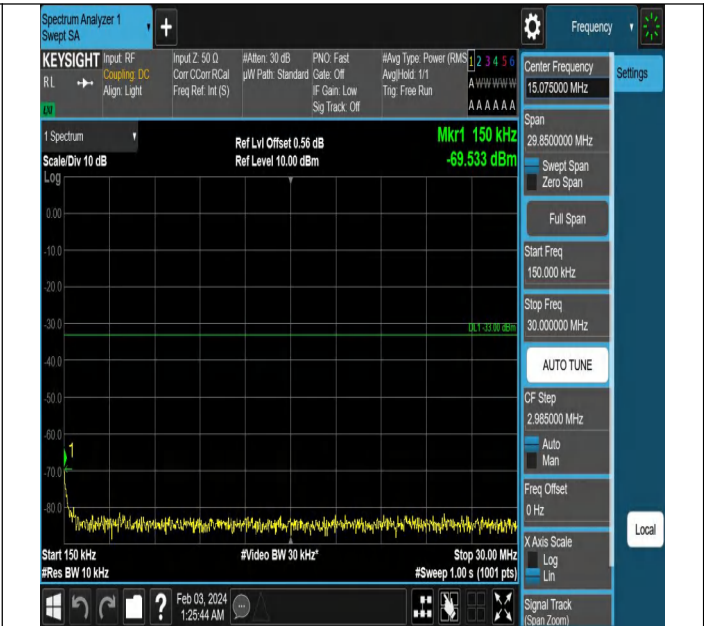 Spectrum Analyzer 1
Swept SA
+
Frequency
KEYSIGHT
RL
LXI
Input: RF
Coupling: DC
Align: Light
Input Z: 50 Ω
Corr CCorr RCal
Freq Ref: Int (S)
#Atten: 30 dB
µW Path: Standard
PNO: Fast
Gate: Off
IF Gain: Low
Sig Track: Off
#Avg Type: Power (RMS
Avg|Hold: 1/1
Trig: Free Run
1 2 3 4 5 6
A W W W W W
A A A A A A
1 Spectrum
Scale/Div 10 dB
Log
Ref Lvl Offset 0.56 dB
Ref Level 10.00 dBm
Mkr1 150 kHz
-69.533 dBm
0.00
-10.0
-20.0
-30.0
-40.0
-50.0
-60.0
-70.0
-80.0
DL1 -33.00 dBm
1
Start 150 kHz
#Res BW 10 kHz
#Video BW 30 kHz*
Stop 30.00 MHz
#Sweep 1.00 s (1001 pts)
?
Feb 03, 2024
1:25:44 AM
Center Frequency
15.075000 MHz
Settings
Span
29.8500000 MHz
Swept Span
Zero Span
Full Span
Start Freq
150.000 kHz
Stop Freq
30.000000 MHz
AUTO TUNE
CF Step
2.985000 MHz
Auto
Man
Freq Offset
0 Hz
X Axis Scale
Log
Lin
Local
Signal Track
(Span Zoom)